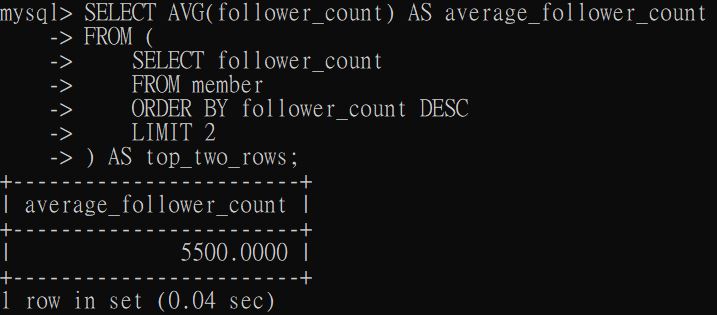 mysql> SELECT AVG(follower_count) AS average_follower_count
    -> FROM (
    ->     SELECT follower_count
    ->     FROM member
    ->     ORDER BY follower_count DESC
    ->     LIMIT 2
    -> ) AS top_two_rows;
+------------------------+
| average_follower_count |
+------------------------+
|              5500.0000 |
+------------------------+
1 row in set (0.04 sec)